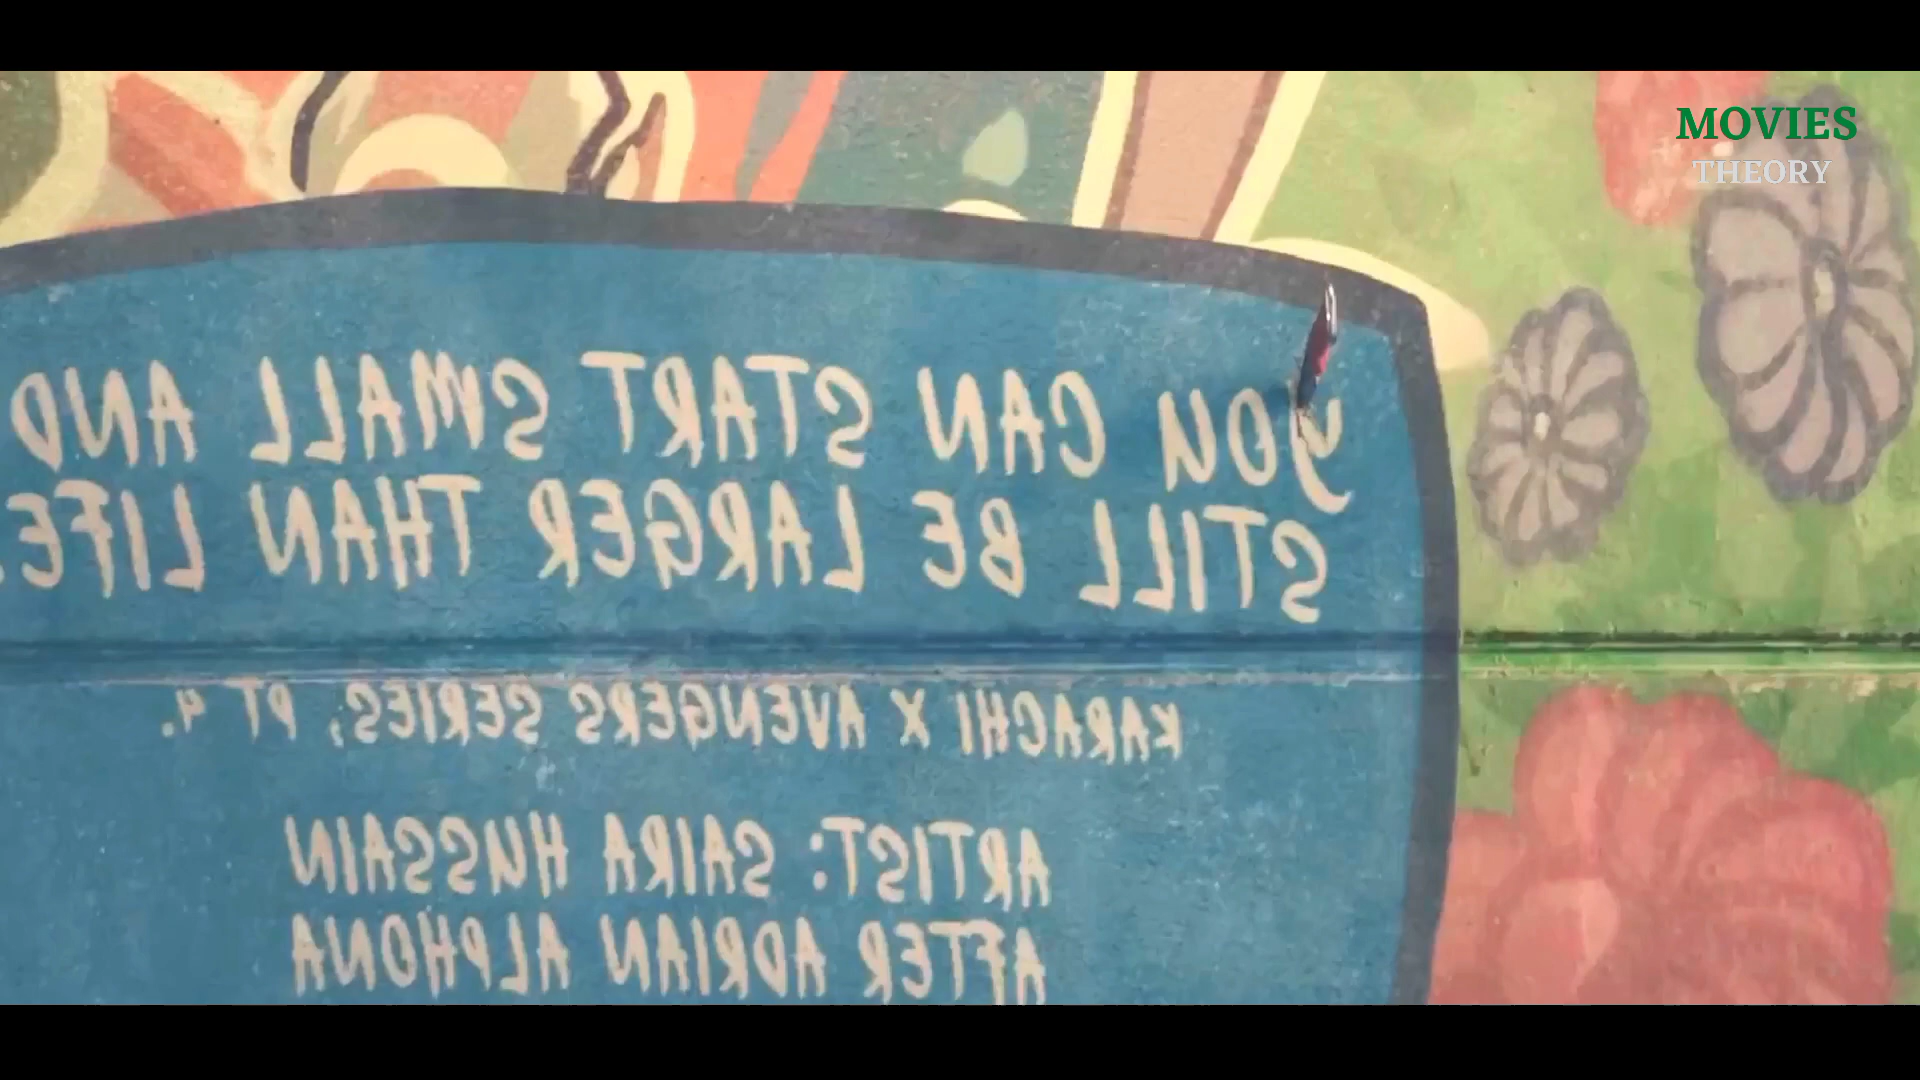 MOVIES
THEORY
YOU CAN START SMALL AND
STILL BE LARGER THAN LIFE.
KARACHI X AVENGERS SERIES, PT 4.
ARTIST: SAIRA HUSSAIN
AFTER ADRIAN ALPHONA